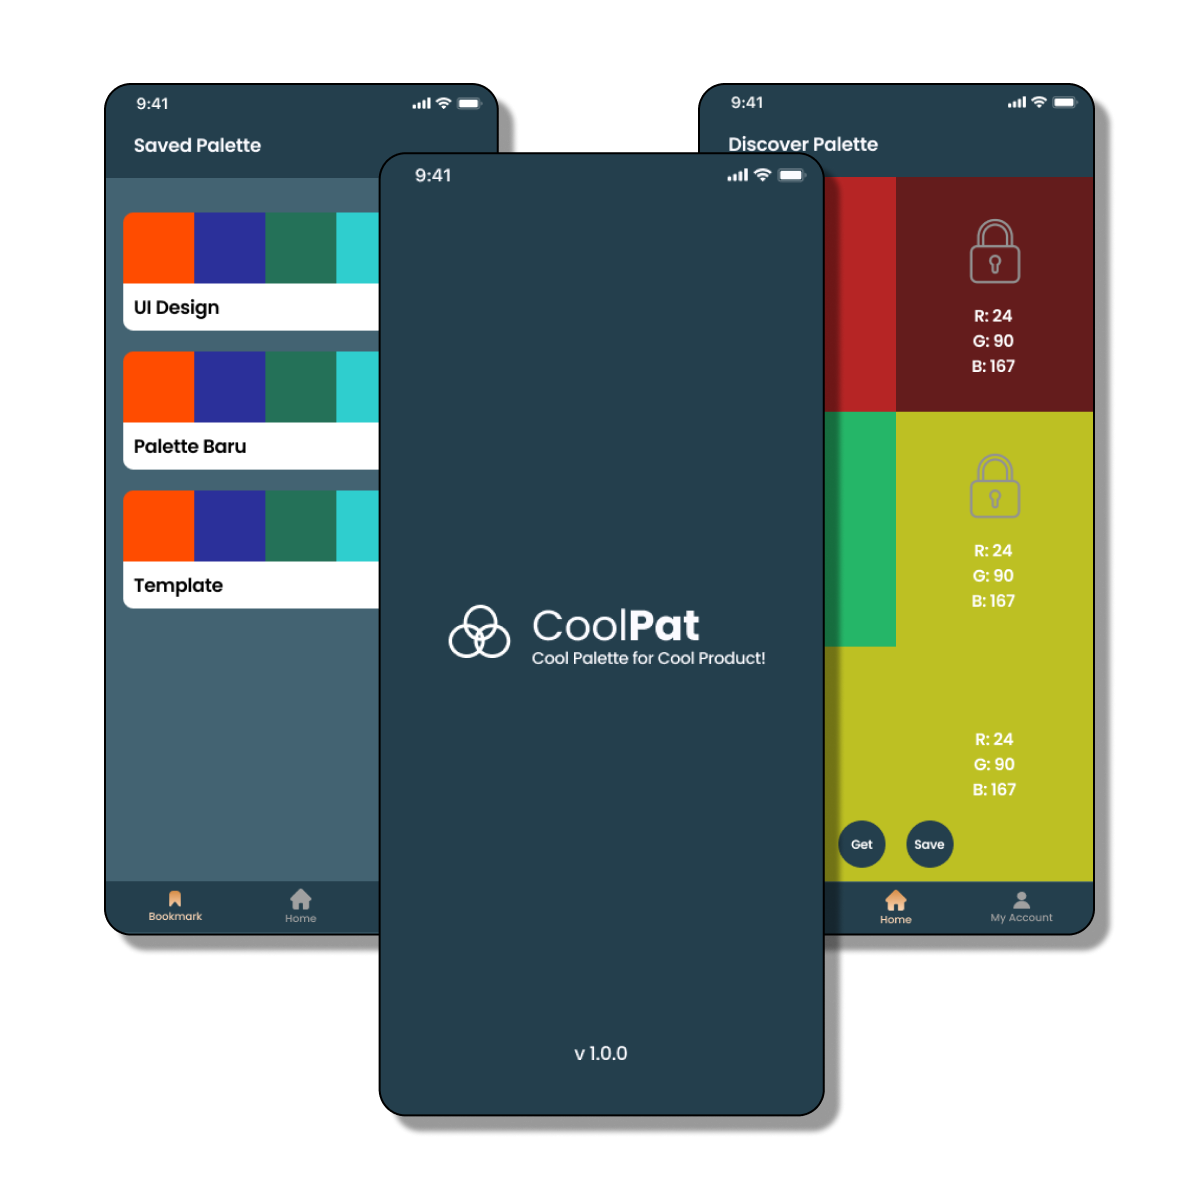 9:41
Saved Palette
UI Design
Palette Baru
Template
Bookmark
Home
9:41
CoolPat
Cool Palette for Cool Product!
v 1.0.0
9:41
Discover Palette
R: 24
G: 90
B: 167
R: 24
G: 90
B: 167
R: 24
G: 90
B: 167
Get
Save
Home
My Account